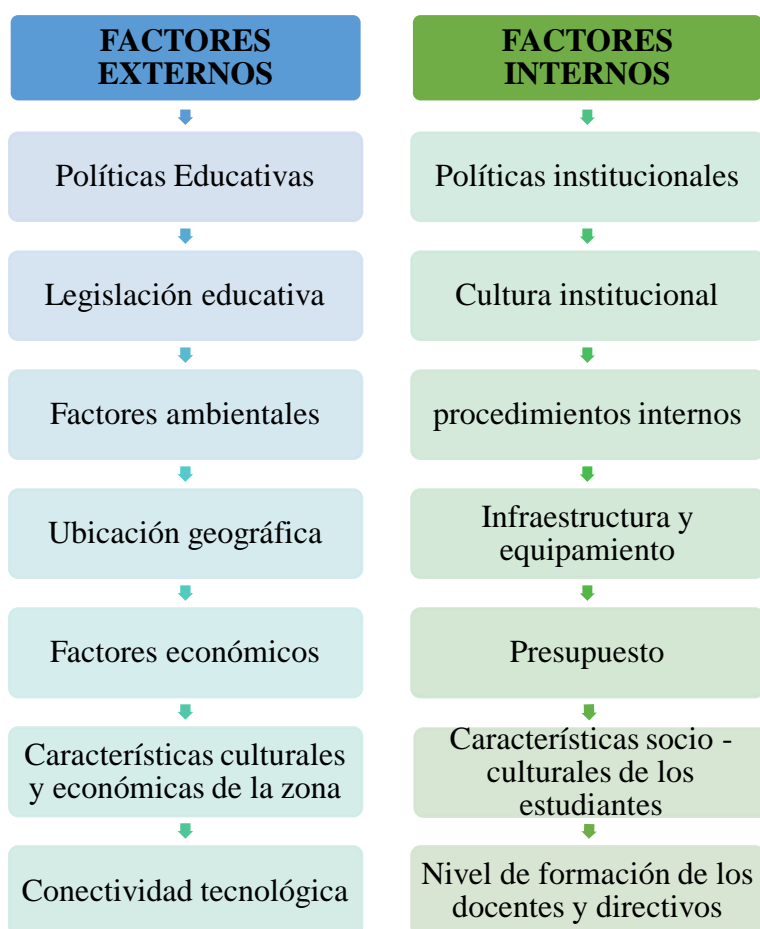 FACTORES
EXTERNOS
Políticas Educativas
Legislación educativa
Factores ambientales
Ubicación geográfica
Factores económicos
Características culturales
y económicas de la zona
Conectividad tecnológica
FACTORES
INTERNOS
Políticas institucionales
Cultura institucional
procedimientos internos
Infraestructura y
equipamiento
Presupuesto
Características socio -
culturales de los
estudiantes
Nivel de formación de los
docentes y directivos